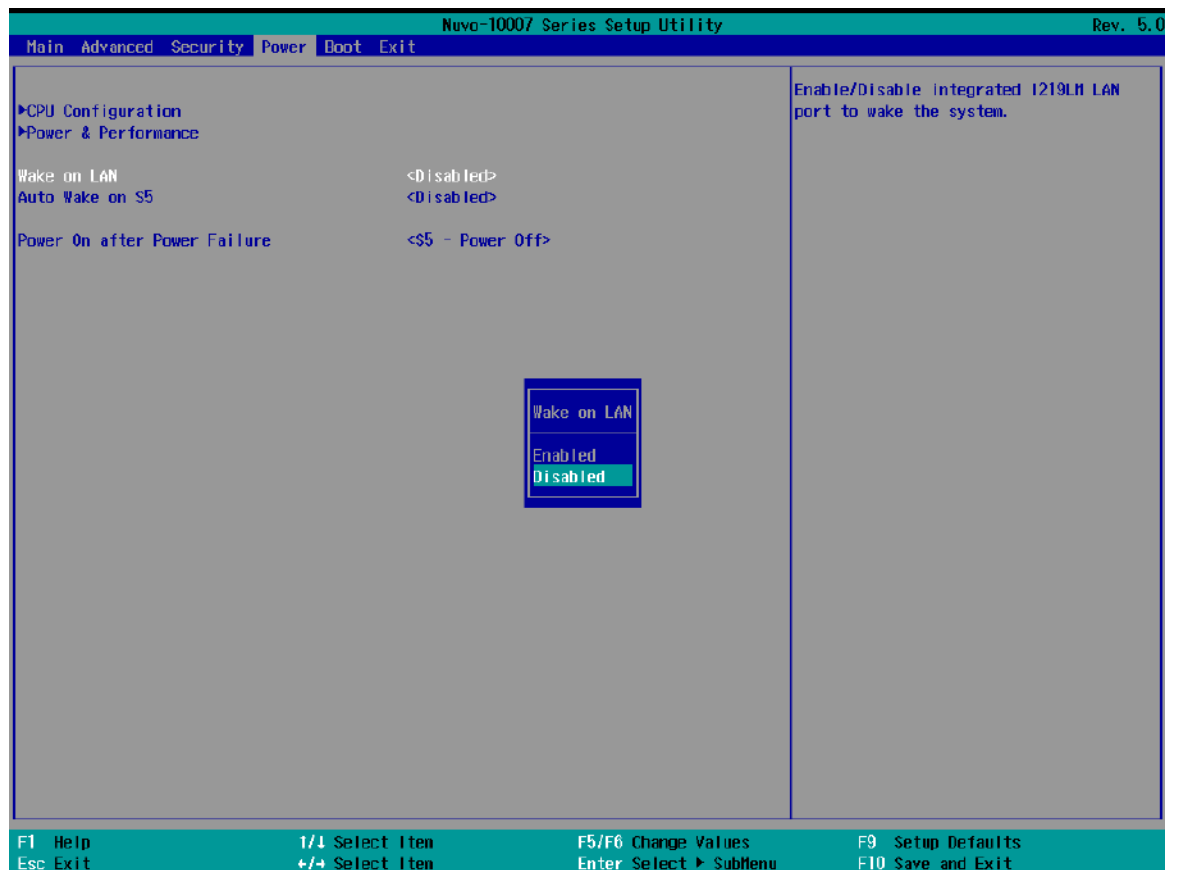 Nuvo-10007 Series Setup Utility Rev. 5.0
Main Advanced Security Power Boot Exit
Enable/Disable integrated I219LM LAN
port to wake the system.
▶CPU Configuration
▶Power & Performance
Wake on LAN <Disabled>
Auto Wake on S5 <Disabled>
Power On after Power Failure <S5 - Power Off>
Wake on LAN
Enabled
Disabled
F1 Help ↑/↓ Select Item F5/F6 Change Values F9 Setup Defaults
Esc Exit ←/→ Select Item Enter Select ▶ SubMenu F10 Save and Exit